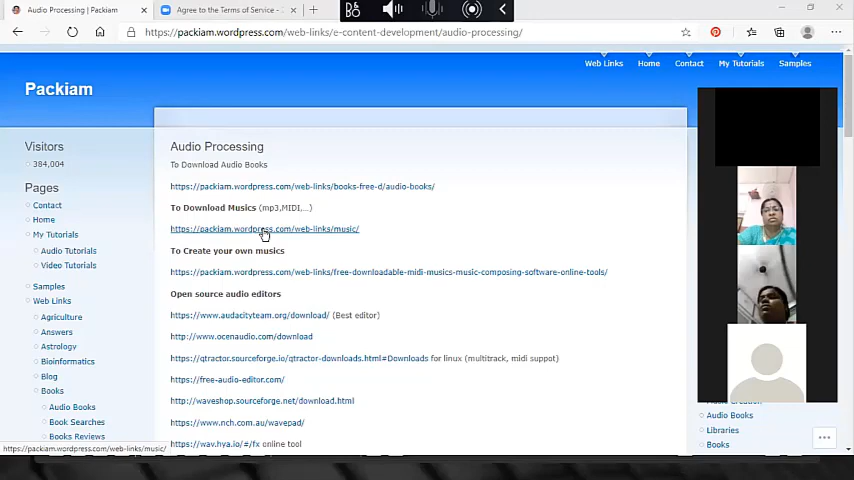 Audio Processing | Packiam
Agree to the Terms of Service -
https://packiam.wordpress.com/web-links/e-content-development/audio-processing/
Web Links
Home
Contact
My Tutorials
Samples
Packiam
Visitors
384,004
Pages
Contact
Home
My Tutorials
Audio Tutorials
Video Tutorials
Samples
Web Links
Agriculture
Answers
Astrology
Bioinformatics
Blog
Books
Audio Books
Book Searches
Books Reviews
Audio Processing
To Download Audio Books
https://packiam.wordpress.com/web-links/books-free-d/audio-books/
To Download Musics (mp3,MIDI,...)
https://packiam.wordpress.com/web-links/music/
To Create your own musics
https://packiam.wordpress.com/web-links/free-downloadable-midi-musics-music-composing-software-online-tools/
Open source audio editors
https://www.audacityteam.org/download/ (Best editor)
http://www.ocenaudio.com/download
https://qtractor.sourceforge.io/qtractor-downloads.html#Downloads for linux (multitrack, midi suppot)
https://free-audio-editor.com/
http://waveshop.sourceforge.net/download.html
https://www.nch.com.au/wavepad/
https://wav.hya.io/#/fx online tool
Audio Books
Libraries
Books
https://packiam.wordpress.com/web-links/music/